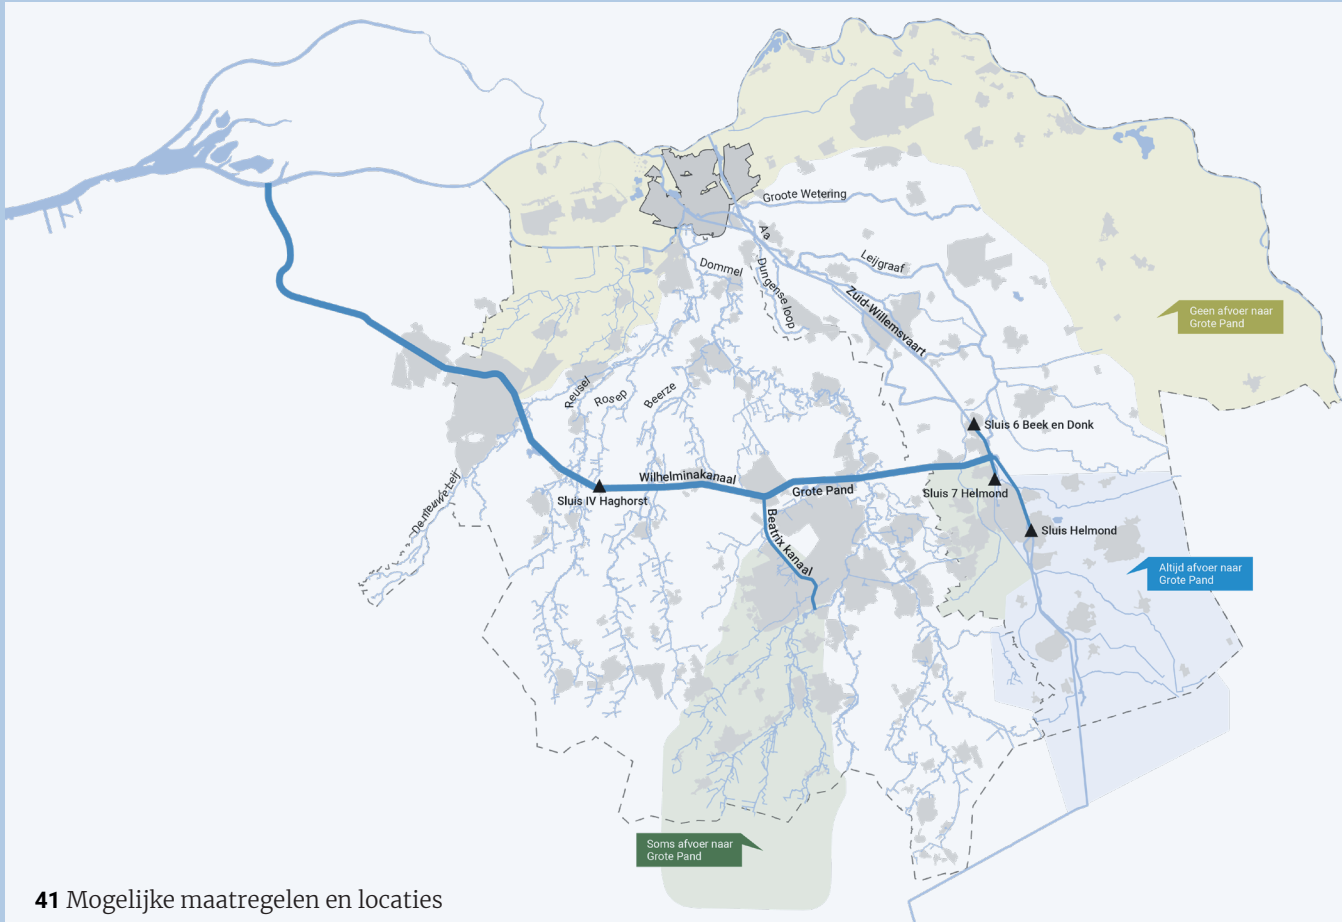 Groote Wetering
Aa
Leijgraaf
Dommel
Dungense loop
Zuid-Willemsvaart
Geen afvoer naar
Grote Pand
Reusel
Rosep
Beerze
Sluis 6 Beek en Donk
De nieuwe Leij
Wilhelminakanaal
Grote Pand
Sluis 7 Helmond
Sluis IV Haghorst
Beatrix kanaal
Sluis Helmond
Altijd afvoer naar
Grote Pand
Soms afvoer naar
Grote Pand
41 Mogelijke maatregelen en locaties